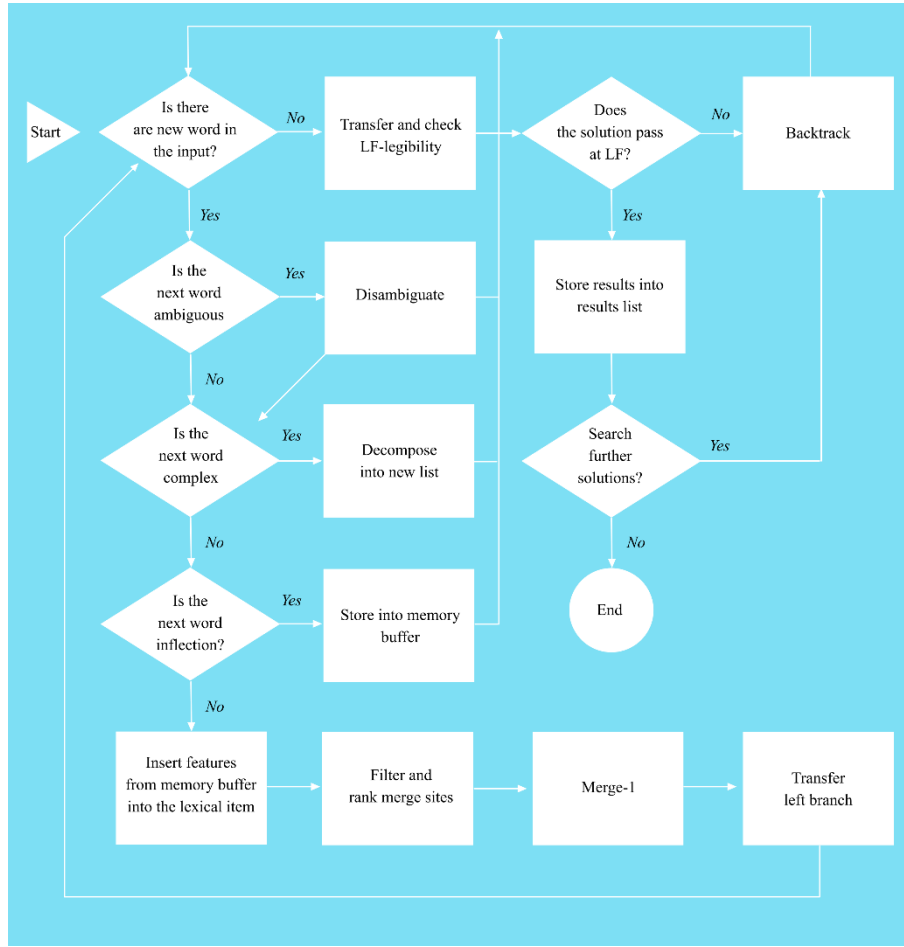 Start
Is there
are new word in
the input?
No
Transfer and check
LF-legibility
Does
the solution pass
at LF?
No
Backtrack
Yes
Yes
Is the
next word
ambiguous
Yes
Disambiguate
Store results into
results list
No
Is the
next word
complex
Yes
Decompose
into new list
Search
further
solutions?
Yes
No
No
Is the
next word
inflection?
Yes
Store into memory
buffer
End
No
Insert features
from memory buffer
into the lexical item
Filter and
rank merge sites
Merge-1
Transfer
left branch